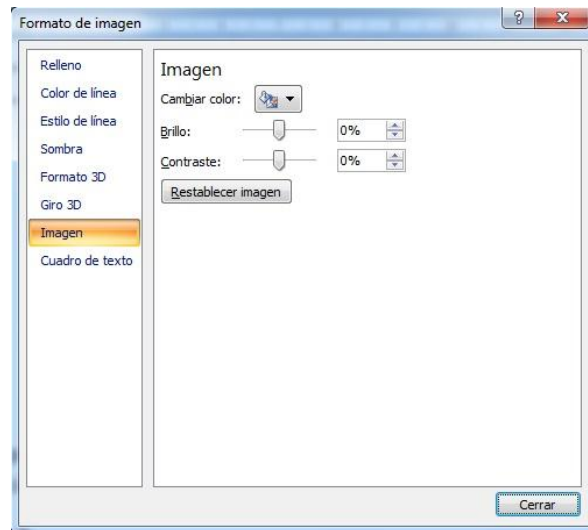 Formato de imagen
?
Relleno
Color de línea
Estilo de línea
Sombra
Formato 3D
Giro 3D
Imagen
Cuadro de texto
Imagen
Cambiar color:
Brillo: 0%
Contraste: 0%
Restablecer imagen
Cerrar